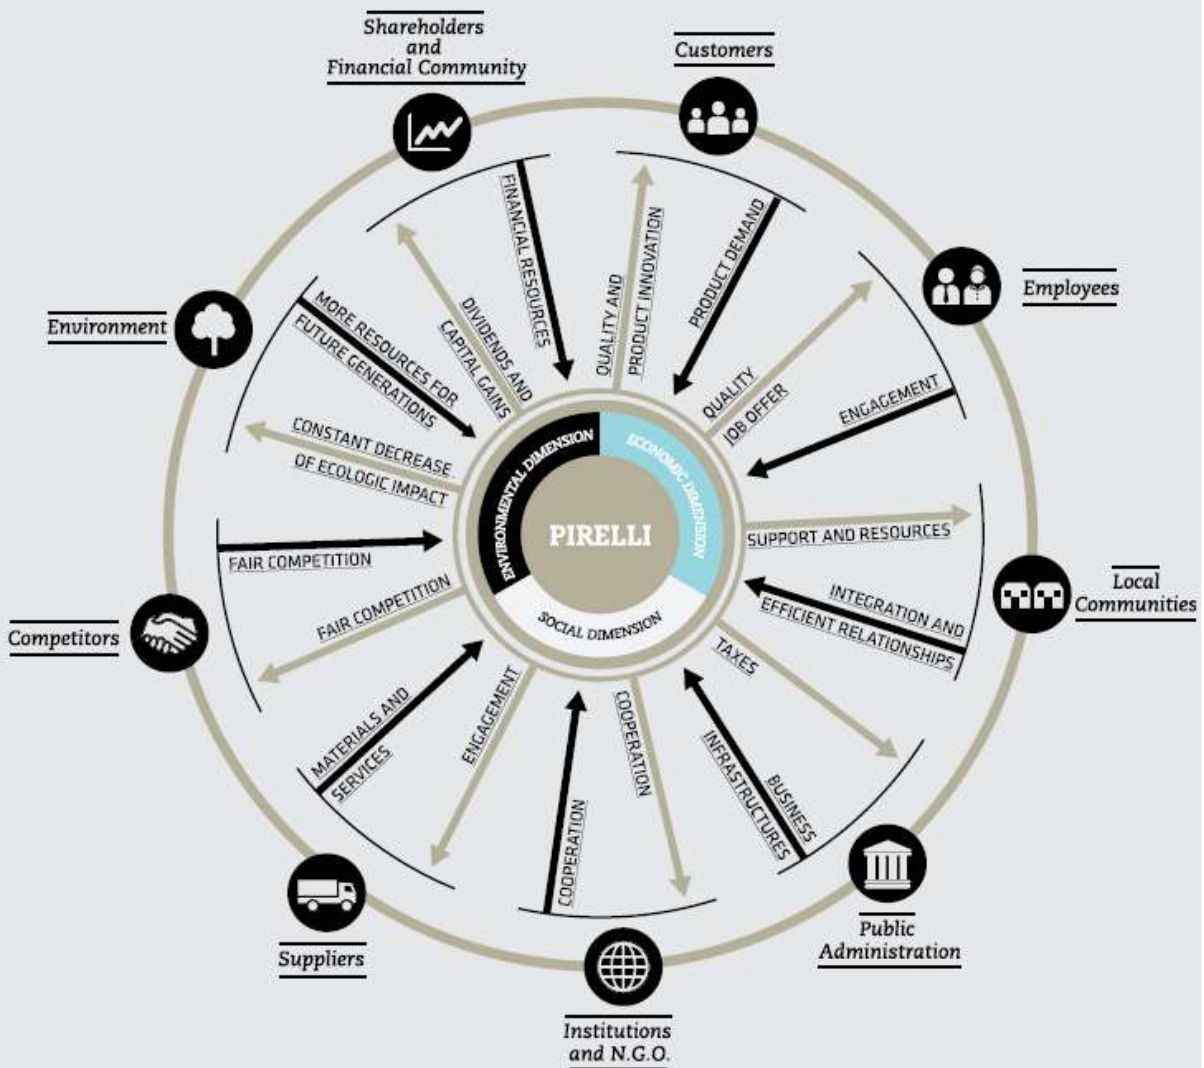 Shareholders
and
Financial Community
Customers
Employees
Local
Communities
Public
Administration
Institutions
and N.G.O.
Suppliers
Competitors
Environment
FINANCIAL RESOURCES
DIVIDENDS AND
CAPITAL GAINS
QUALITY AND
PRODUCT INNOVATION
PRODUCT DEMAND
QUALITY
JOB OFFER
ENGAGEMENT
SUPPORT AND RESOURCES
INTEGRATION AND
EFFICIENT RELATIONSHIPS
TAXES
BUSINESS
INFRASTRUCTURES
COOPERATION
COOPERATION
ENGAGEMENT
MATERIALS AND
SERVICES
FAIR COMPETITION
FAIR COMPETITION
CONSTANT DECREASE
OF ECOLOGIC IMPACT
MORE RESOURCES FOR
FUTURE GENERATIONS
ENVIRONMENTAL DIMENSION
ECONOMIC DIMENSION
SOCIAL DIMENSION
PIRELLI